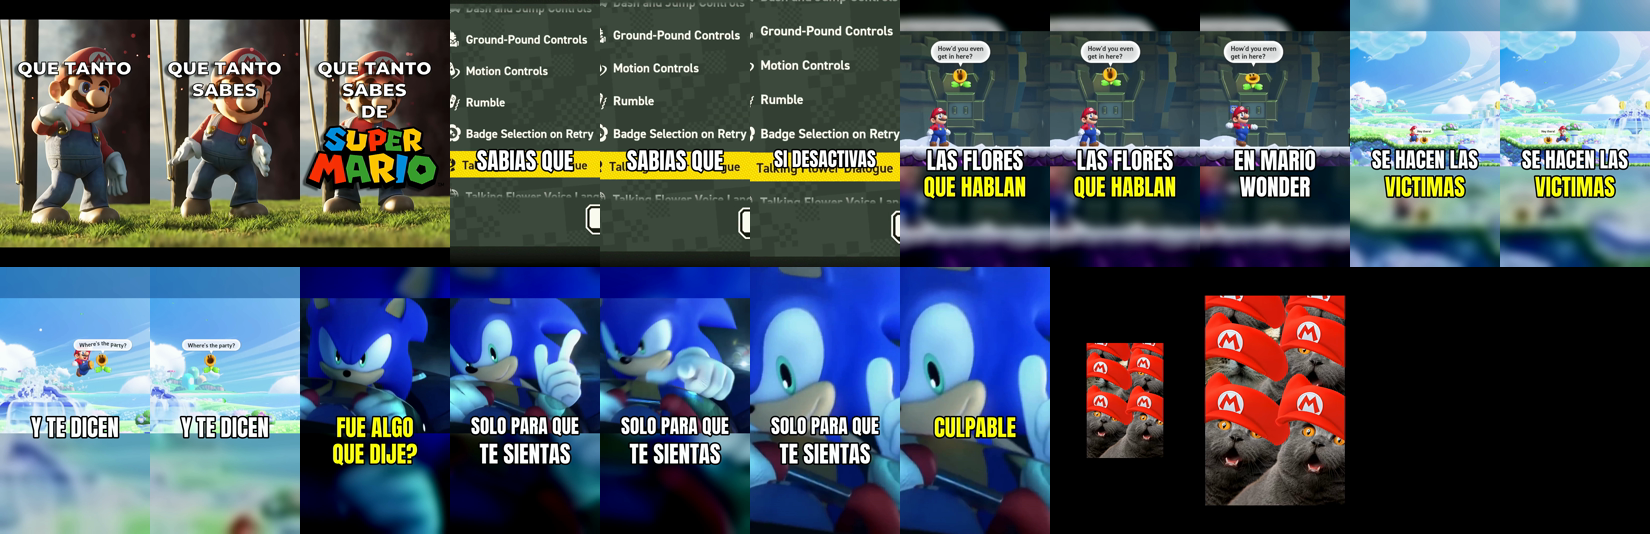 QUE TANTO
QUE TANTO
SABES
QUE TANTO
SABES
DE
SUPER
MARIO
Dash and Jump Controls
Ground-Pound Controls
Motion Controls
Rumble
Badge Selection on Retry
SABIAS QUE
Dash and Jump Controls
Ground-Pound Controls
Motion Controls
Rumble
Badge Selection on Retry
SABIAS QUE
Ground-Pound Controls
Motion Controls
Rumble
Badge Selection on Retry
Talking Flower Dialogue
SI DESACTIVAS
How'd you even
get in here?
LAS FLORES
QUE HABLAN
How'd you even
get in here?
LAS FLORES
QUE HABLAN
How'd you even
get in here?
EN MARIO
WONDER
SE HACEN LAS
VICTIMAS
SE HACEN LAS
VICTIMAS
Where's the party?
Y TE DICEN
Where's the party?
Y TE DICEN
FUE ALGO
QUE DIJE?
SOLO PARA QUE
TE SIENTAS
SOLO PARA QUE
TE SIENTAS
SOLO PARA QUE
TE SIENTAS
CULPABLE